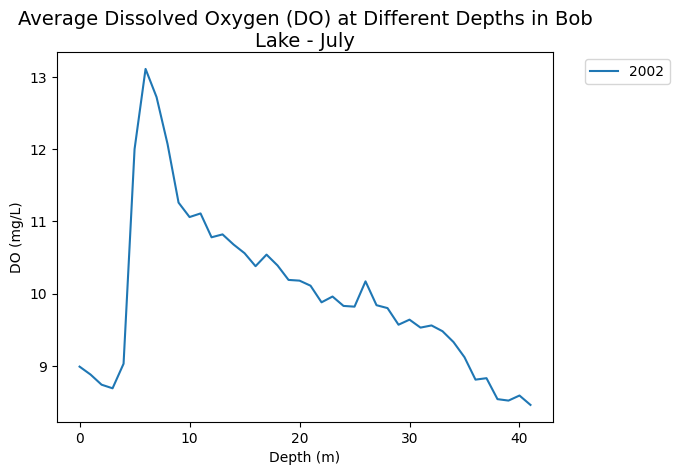 Average Dissolved Oxygen (DO) at Different Depths in Bob
Lake - July
2002
13
12
11
10
9
DO (mg/L)
0 10 20 30 40
Depth (m)